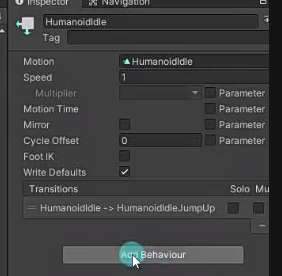 Inspector Navigation
HumanoidIdle
Tag
Motion HumanoidIdle
Speed 1
Multiplier Parameter
Motion Time Parameter
Mirror Parameter
Cycle Offset 0 Parameter
Foot IK
Write Defaults
Transitions Solo Mu
HumanoidIdle -> HumanoidIdleJumpUp
Add Behaviour